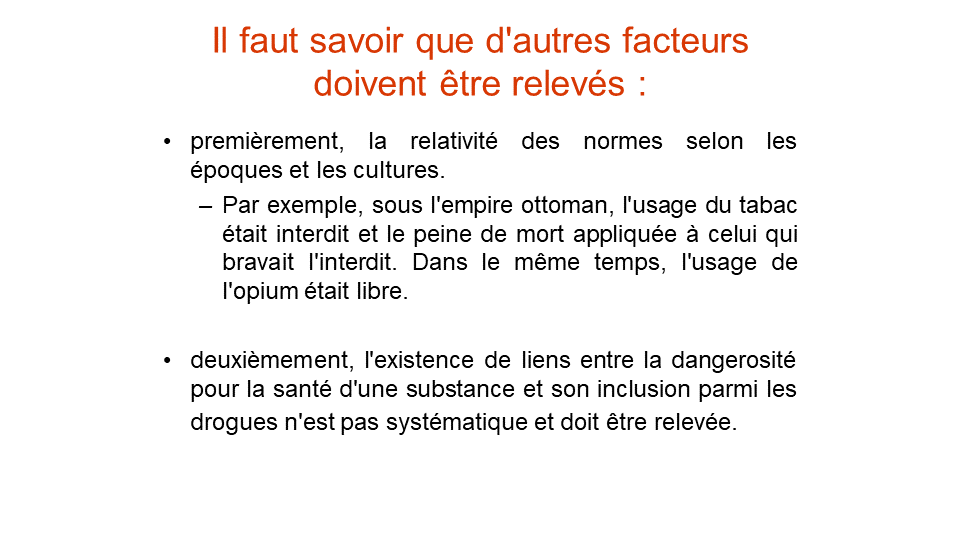 Il faut savoir que d'autres facteurs
doivent être relevés :
• premièrement, la relativité des normes selon les
époques et les cultures.
– Par exemple, sous l'empire ottoman, l'usage du tabac
était interdit et le peine de mort appliquée à celui qui
bravait l'interdit. Dans le même temps, l'usage de
l'opium était libre.
• deuxièmement, l'existence de liens entre la dangerosité
pour la santé d'une substance et son inclusion parmi les
drogues n'est pas systématique et doit être relevée.